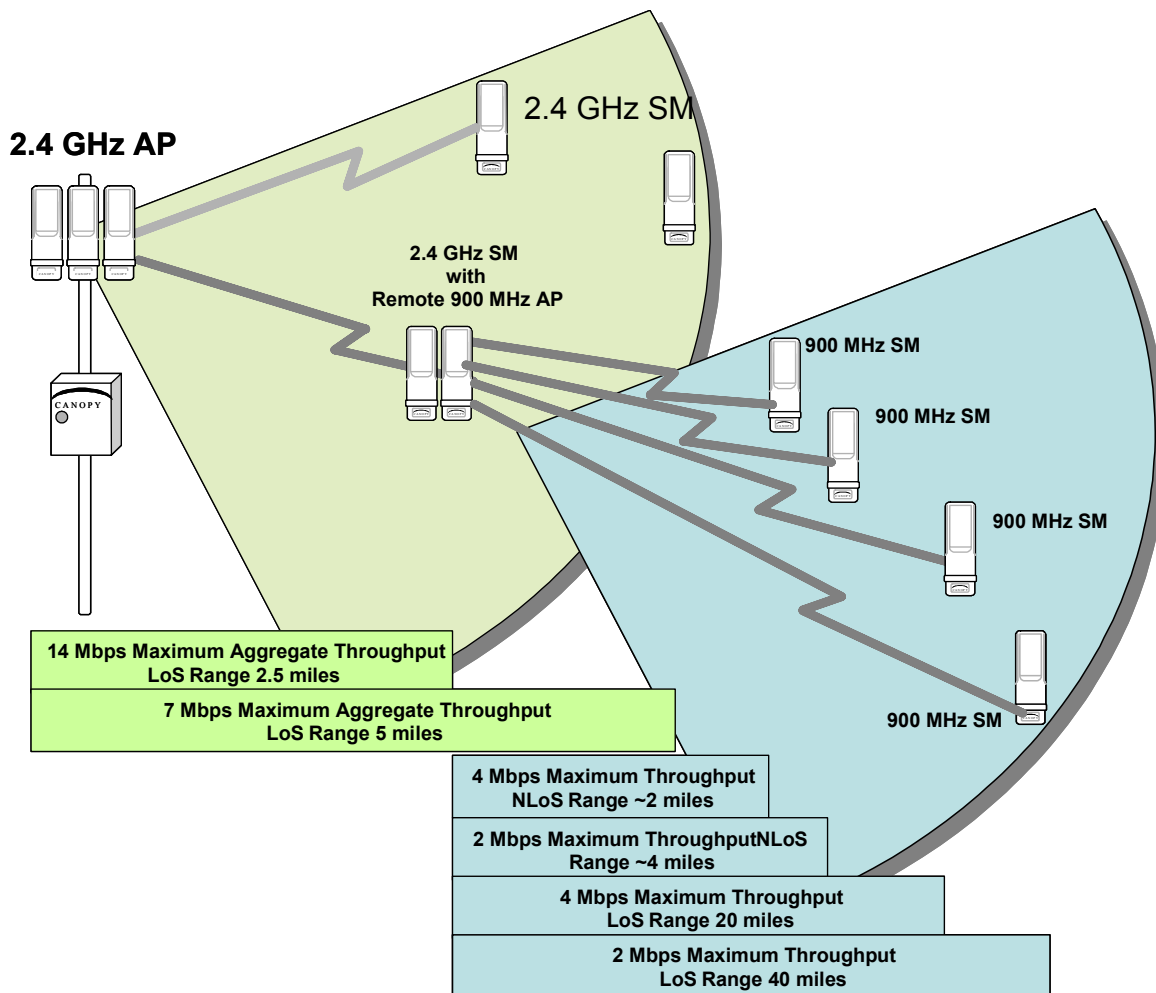 2.4 GHz AP
2.4 GHz SM
2.4 GHz SM
with
Remote 900 MHz AP
CANOPY
900 MHz SM
900 MHz SM
900 MHz SM
900 MHz SM
14 Mbps Maximum Aggregate Throughput
LoS Range 2.5 miles
7 Mbps Maximum Aggregate Throughput
LoS Range 5 miles
4 Mbps Maximum Throughput
NLoS Range ~2 miles
2 Mbps Maximum ThroughputNLoS
Range ~4 miles
4 Mbps Maximum Throughput
LoS Range 20 miles
2 Mbps Maximum Throughput
LoS Range 40 miles